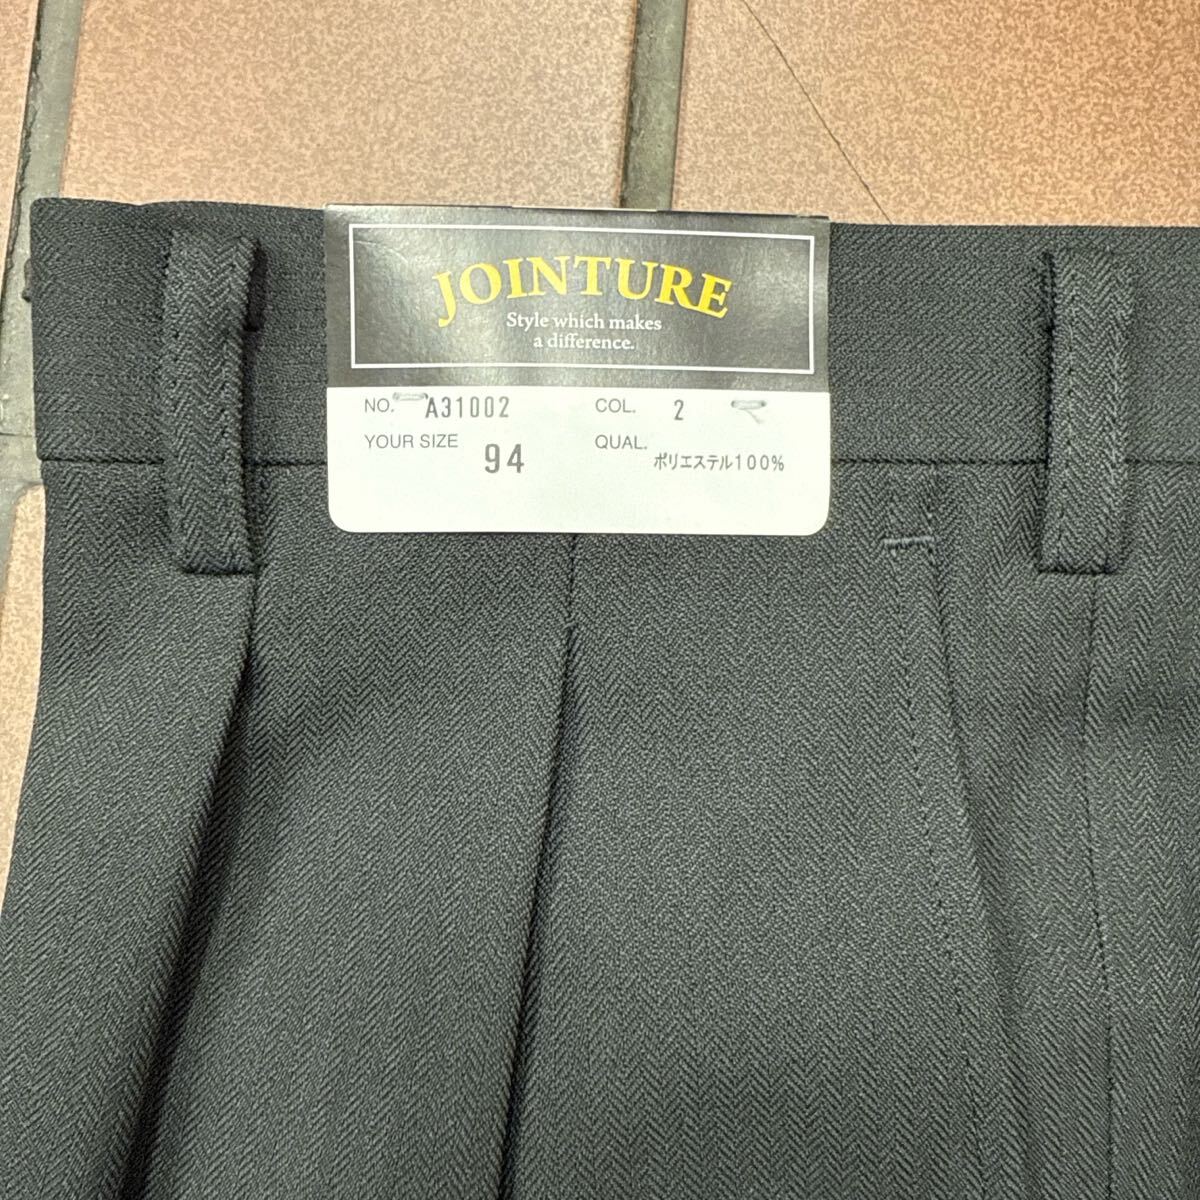 JOINTURE
Style which makes
a difference.
NO. A31002 COL. 2
YOUR SIZE 94 QUAL. ポリエステル100%